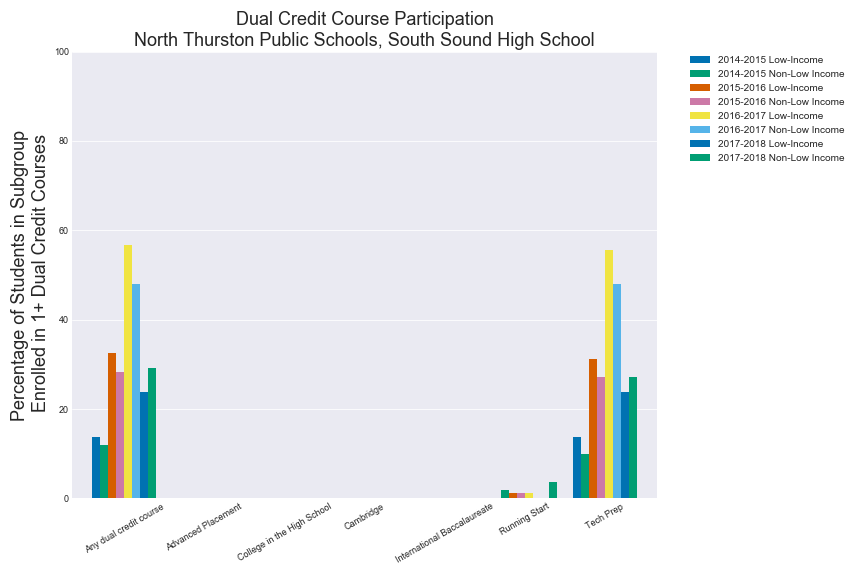 Dual Credit Course Participation
North Thurston Public Schools, South Sound High School
Percentage of Students in Subgroup
Enrolled in 1+ Dual Credit Courses
100
80
60
40
20
0
Any dual credit course
Advanced Placement
College in the High School
Cambridge
International Baccalaureate
Running Start
Tech Prep
2014-2015 Low-Income
2014-2015 Non-Low Income
2015-2016 Low-Income
2015-2016 Non-Low Income
2016-2017 Low-Income
2016-2017 Non-Low Income
2017-2018 Low-Income
2017-2018 Non-Low Income